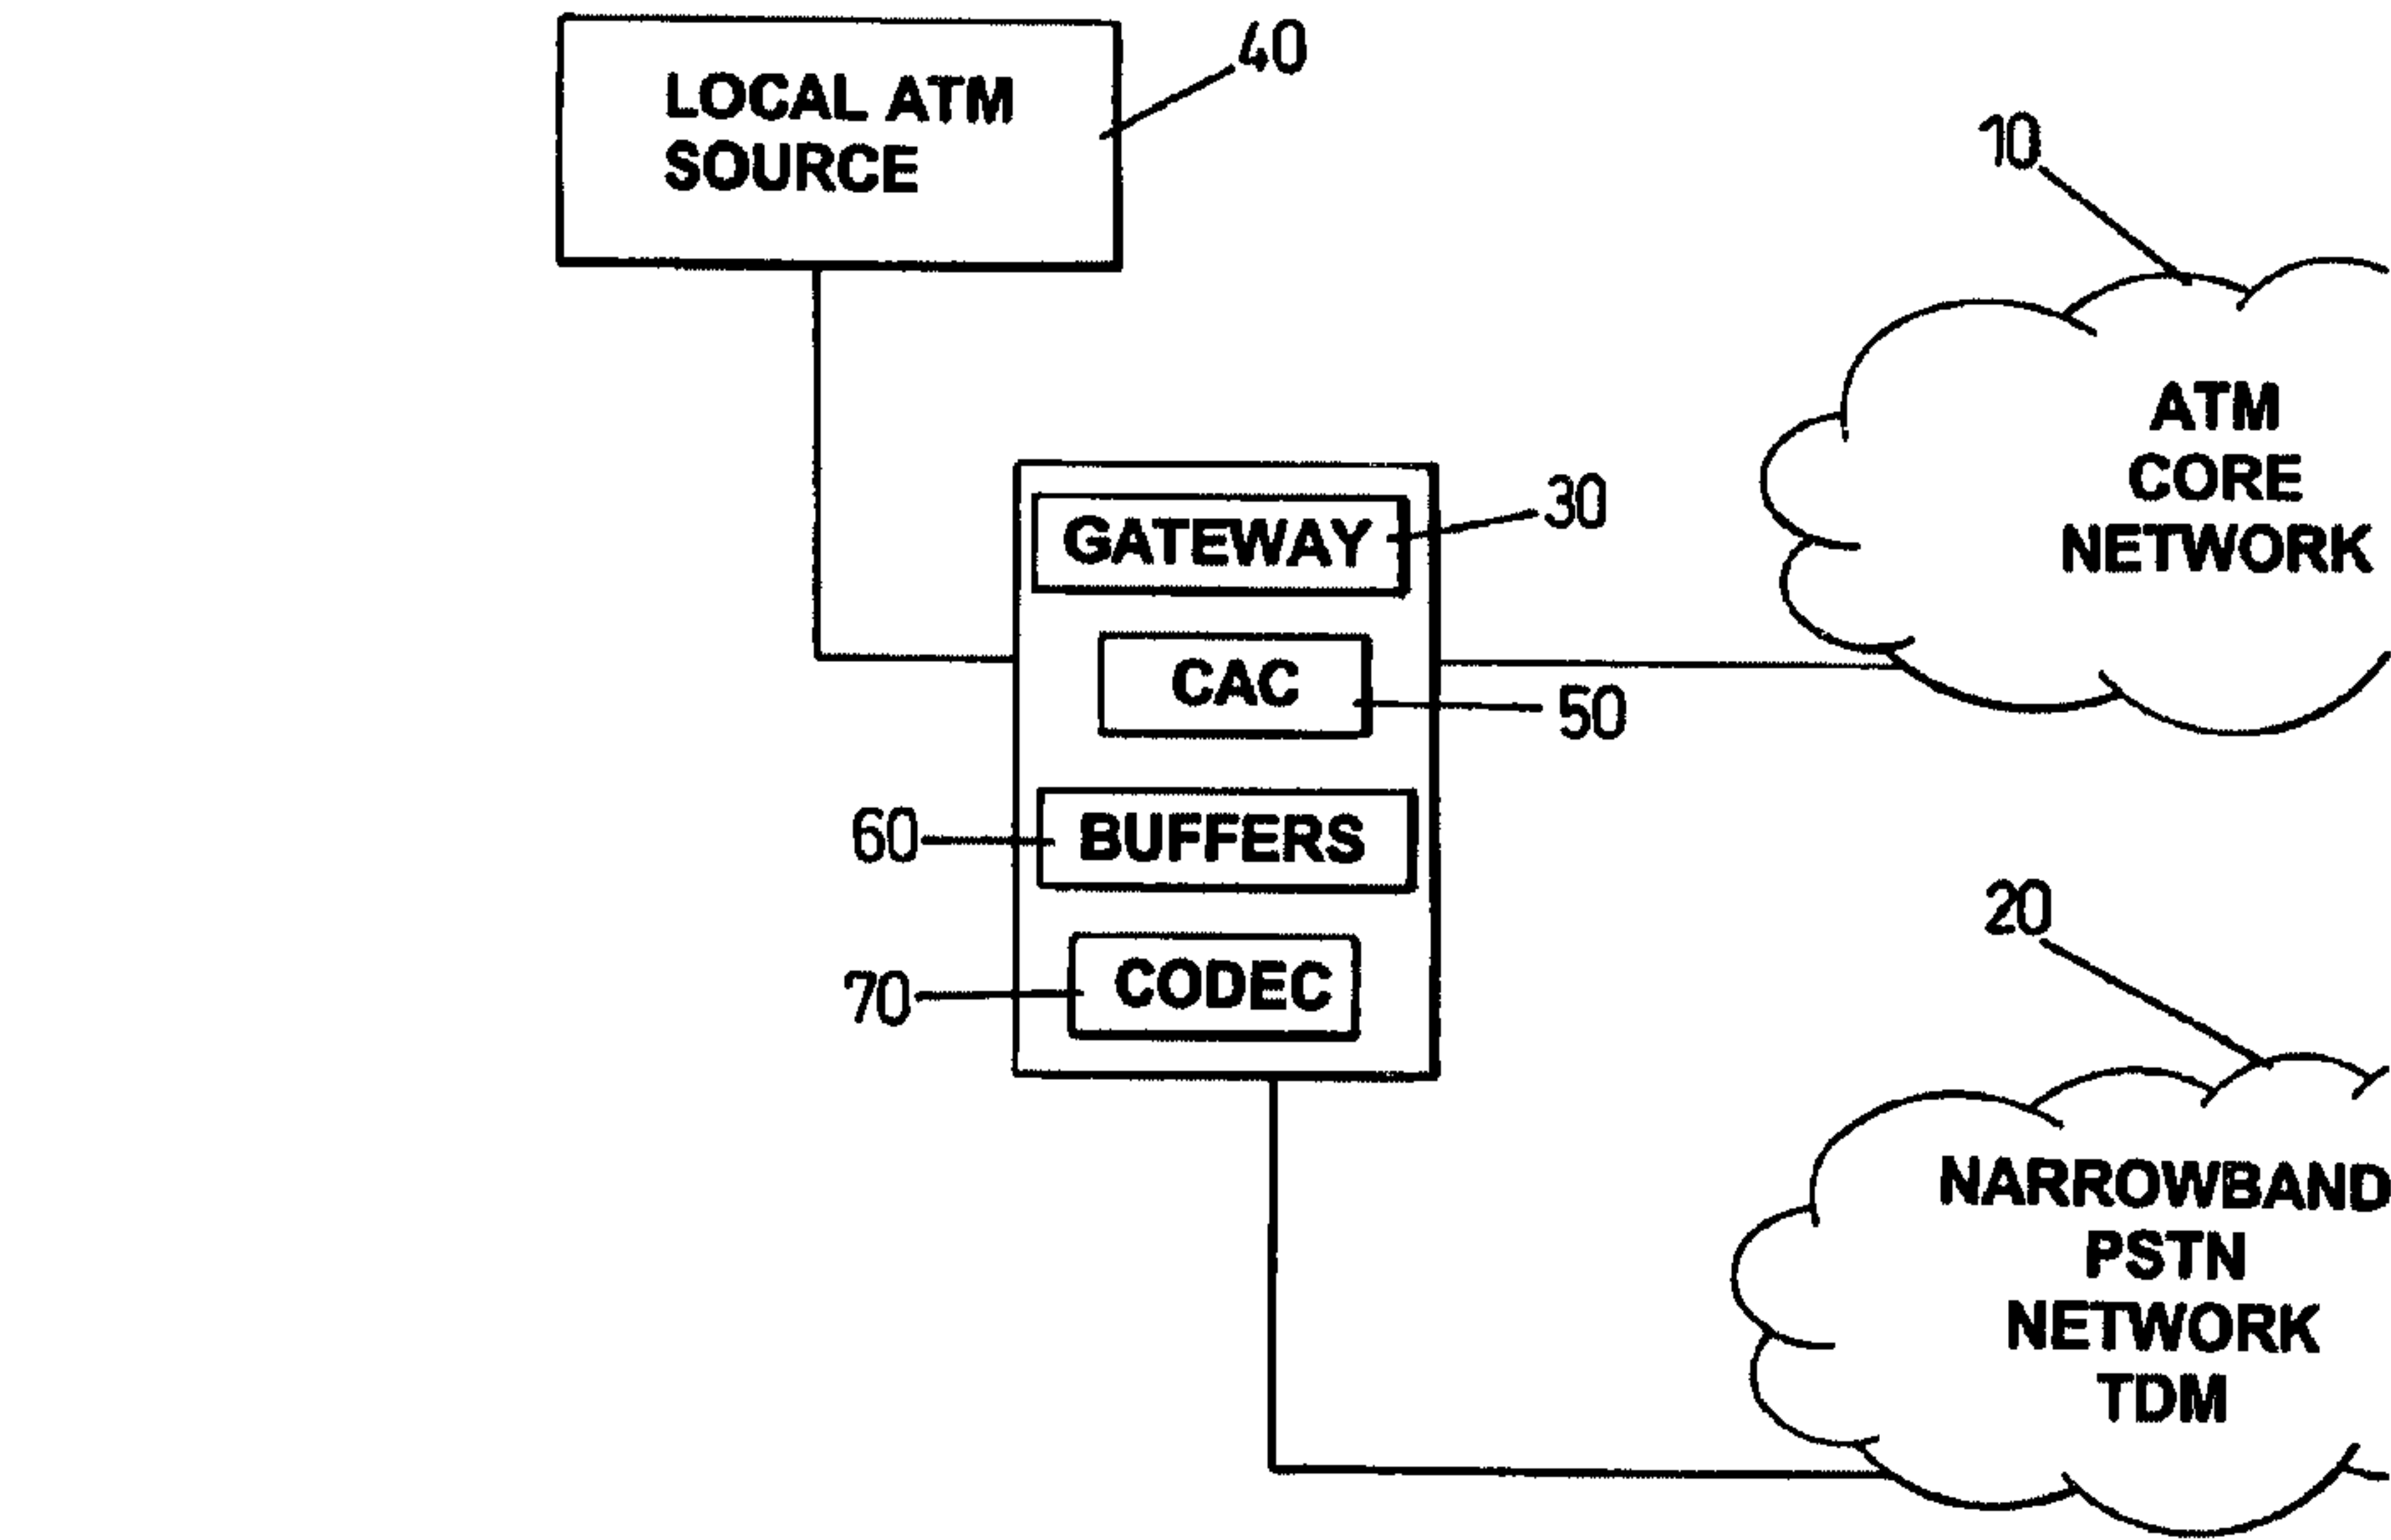 LOCAL ATM
SOURCE
40
10
ATM
CORE
NETWORK
GATEWAY
30
CAC
50
60
BUFFERS
70
CODEC
20
NARROWBAND
PSTN
NETWORK
TDM